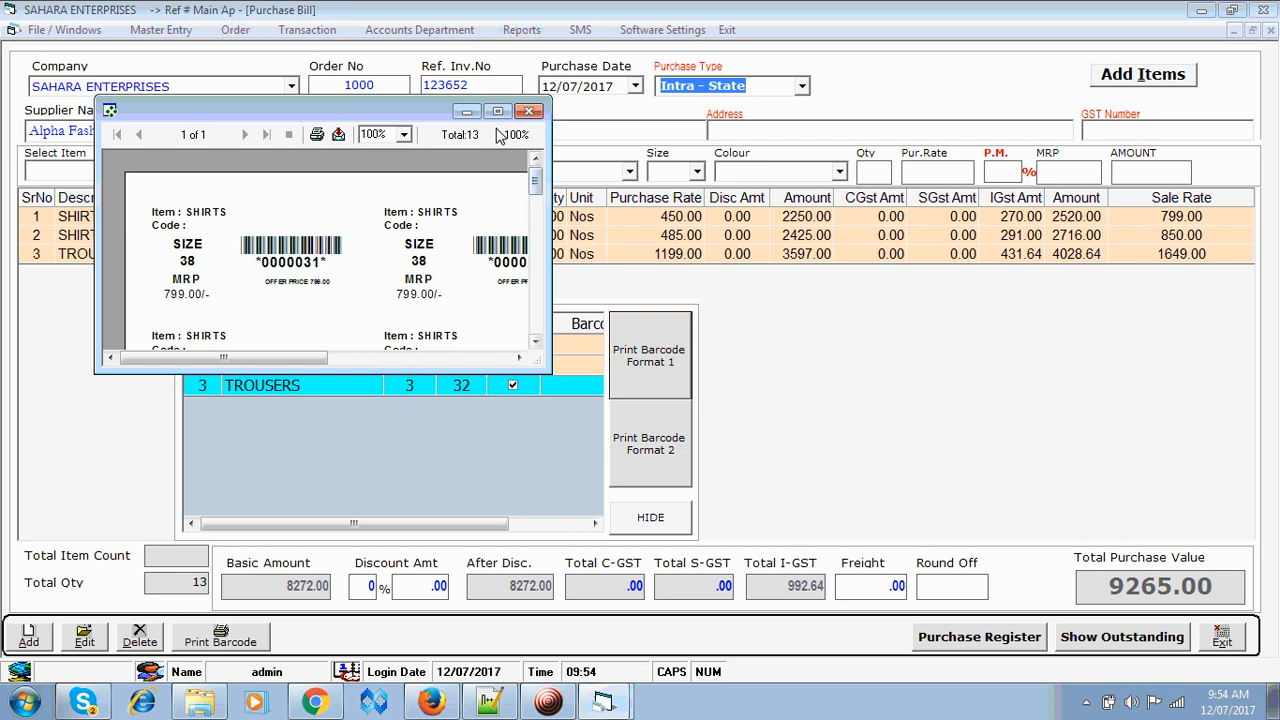 SAHARA ENTERPRISES -> Ref # Main Ap - [Purchase Bill]
File / Windows Master Entry Order Transaction Accounts Department Reports SMS Software Settings Exit
Company Order No Ref. Inv.No Purchase Date Purchase Type
SAHARA ENTERPRISES 1000 123652 12/07/2017 Intra - State Add Items
Supplier Na Address GST Number
Alpha Fash
1 of 1 100% Total:13 100%
Select Item Size Colour Qty Pur.Rate P.M. MRP AMOUNT
%
SrNo Descr ty Unit Purchase Rate Disc Amt Amount CGst Amt SGst Amt IGst Amt Amount Sale Rate
1 SHIRT Nos 450.00 0.00 2250.00 0.00 0.00 270.00 2520.00 799.00
2 SHIRT Nos 485.00 0.00 2425.00 0.00 0.00 291.00 2716.00 850.00
3 TROU Nos 1199.00 0.00 3597.00 0.00 0.00 431.64 4028.64 1649.00
Item : SHIRTS Item : SHIRTS
Code : Code :
SIZE SIZE
38 *0000031* 38 *0000
MRP OFFER PRICE 799.00 MRP OFFER PR
799.00/- 799.00/-
Item : SHIRTS Item : SHIRTS
Barco
Print Barcode
Format 1
3 TROUSERS 3 32
Print Barcode
Format 2
HIDE
Total Item Count Basic Amount Discount Amt After Disc. Total C-GST Total S-GST Total I-GST Freight Round Off Total Purchase Value
Total Qty 13 8272.00 0 % .00 8272.00 .00 .00 992.64 .00 9265.00
Add Edit Delete Print Barcode Purchase Register Show Outstanding Exit
Name admin Login Date 12/07/2017 Time 09:54 CAPS NUM
9:54 AM
12/07/2017